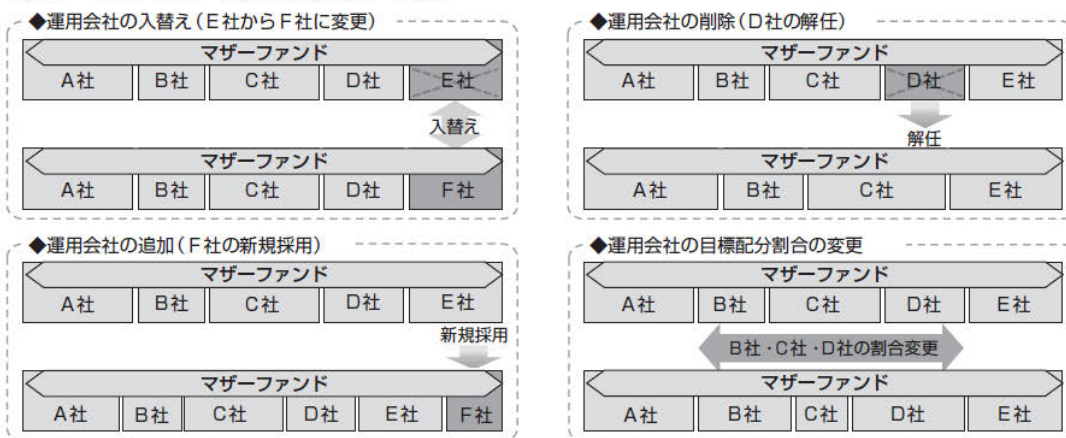 ◆運用会社の入替え(E社からF社に変更)
マザーファンド
A社 B社 C社 D社 E社
入替え
マザーファンド
A社 B社 C社 D社 F社
◆運用会社の削除(D社の解任)
マザーファンド
A社 B社 C社 D社 E社
解任
マザーファンド
A社 B社 C社 E社
◆運用会社の追加(F社の新規採用)
マザーファンド
A社 B社 C社 D社 E社
新規採用
マザーファンド
A社 B社 C社 D社 E社 F社
◆運用会社の目標配分割合の変更
マザーファンド
A社 B社 C社 D社 E社
B社・C社・D社の割合変更
マザーファンド
A社 B社 C社 D社 E社